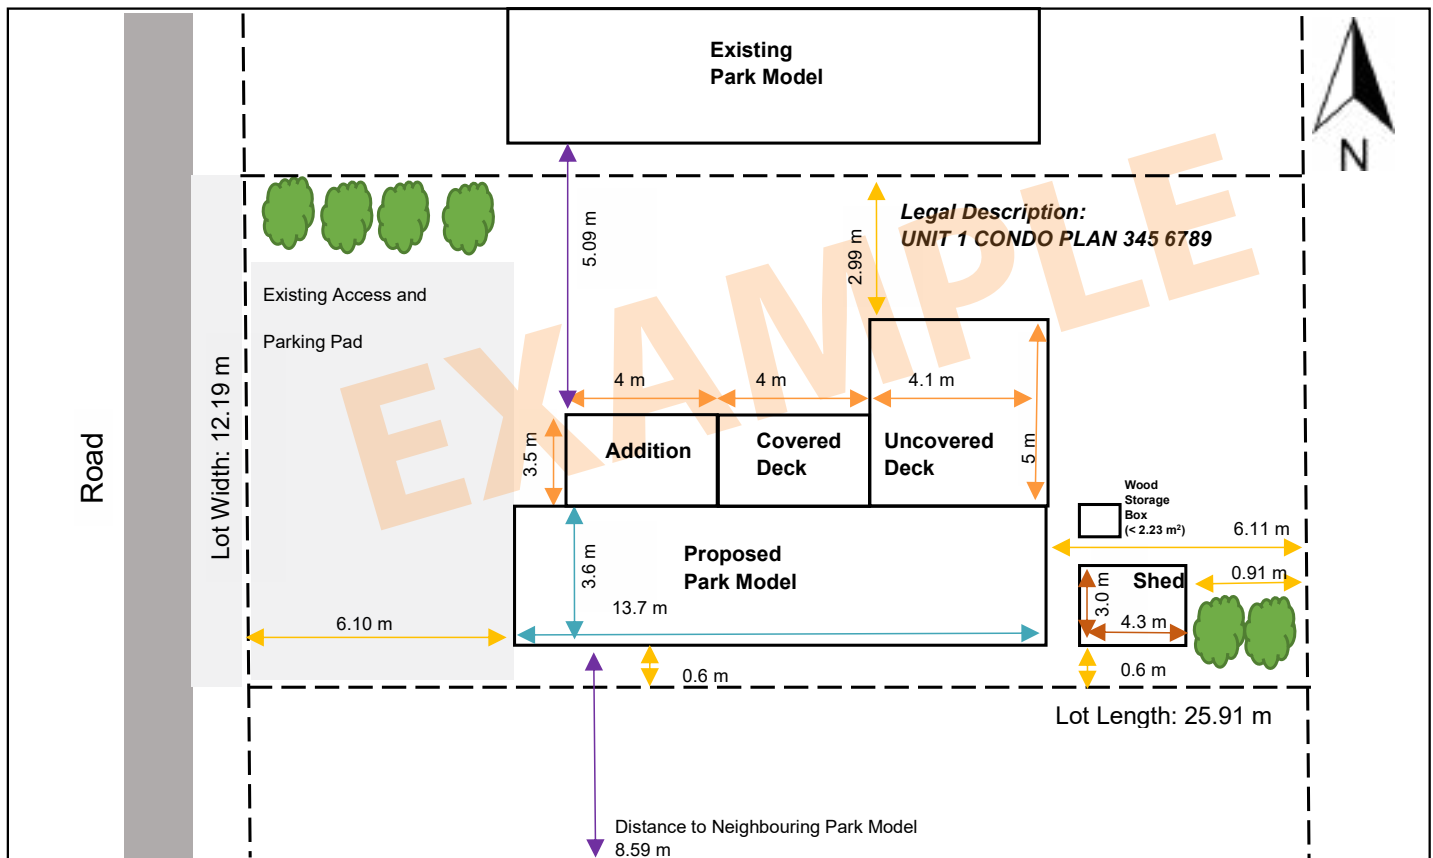 Existing
Park Model
N
Legal Description:
UNIT 1 CONDO PLAN 345 6789
5.09 m
2.99 m
Existing Access and
Parking Pad
EXAMPLE
4 m
4 m
4.1 m
Road
Lot Width: 12.19 m
3.5 m
Addition
Covered
Deck
Uncovered
Deck
5 m
Wood
Storage
Box
(< 2.23 m²)
6.11 m
Proposed
Park Model
3.6 m
13.7 m
Shed
0.91 m
3.0 m
4.3 m
6.10 m
0.6 m
0.6 m
Lot Length: 25.91 m
Distance to Neighbouring Park Model
8.59 m